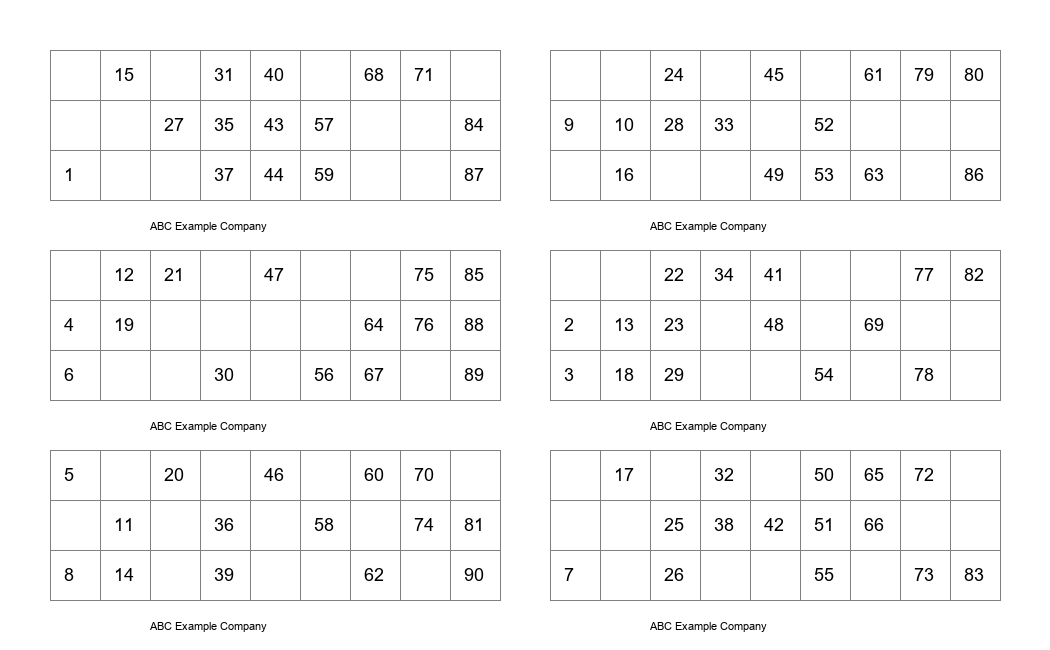 15 31 40 68 71
27 35 43 57 84
1 37 44 59 87
ABC Example Company
24 45 61 79 80
9 10 28 33 52
16 49 53 63 86
ABC Example Company
12 21 47 75 85
4 19 64 76 88
6 30 56 67 89
ABC Example Company
22 34 41 77 82
2 13 23 48 69
3 18 29 54 78
ABC Example Company
5 20 46 60 70
11 36 58 74 81
8 14 39 62 90
ABC Example Company
17 32 50 65 72
25 38 42 51 66
7 26 55 73 83
ABC Example Company